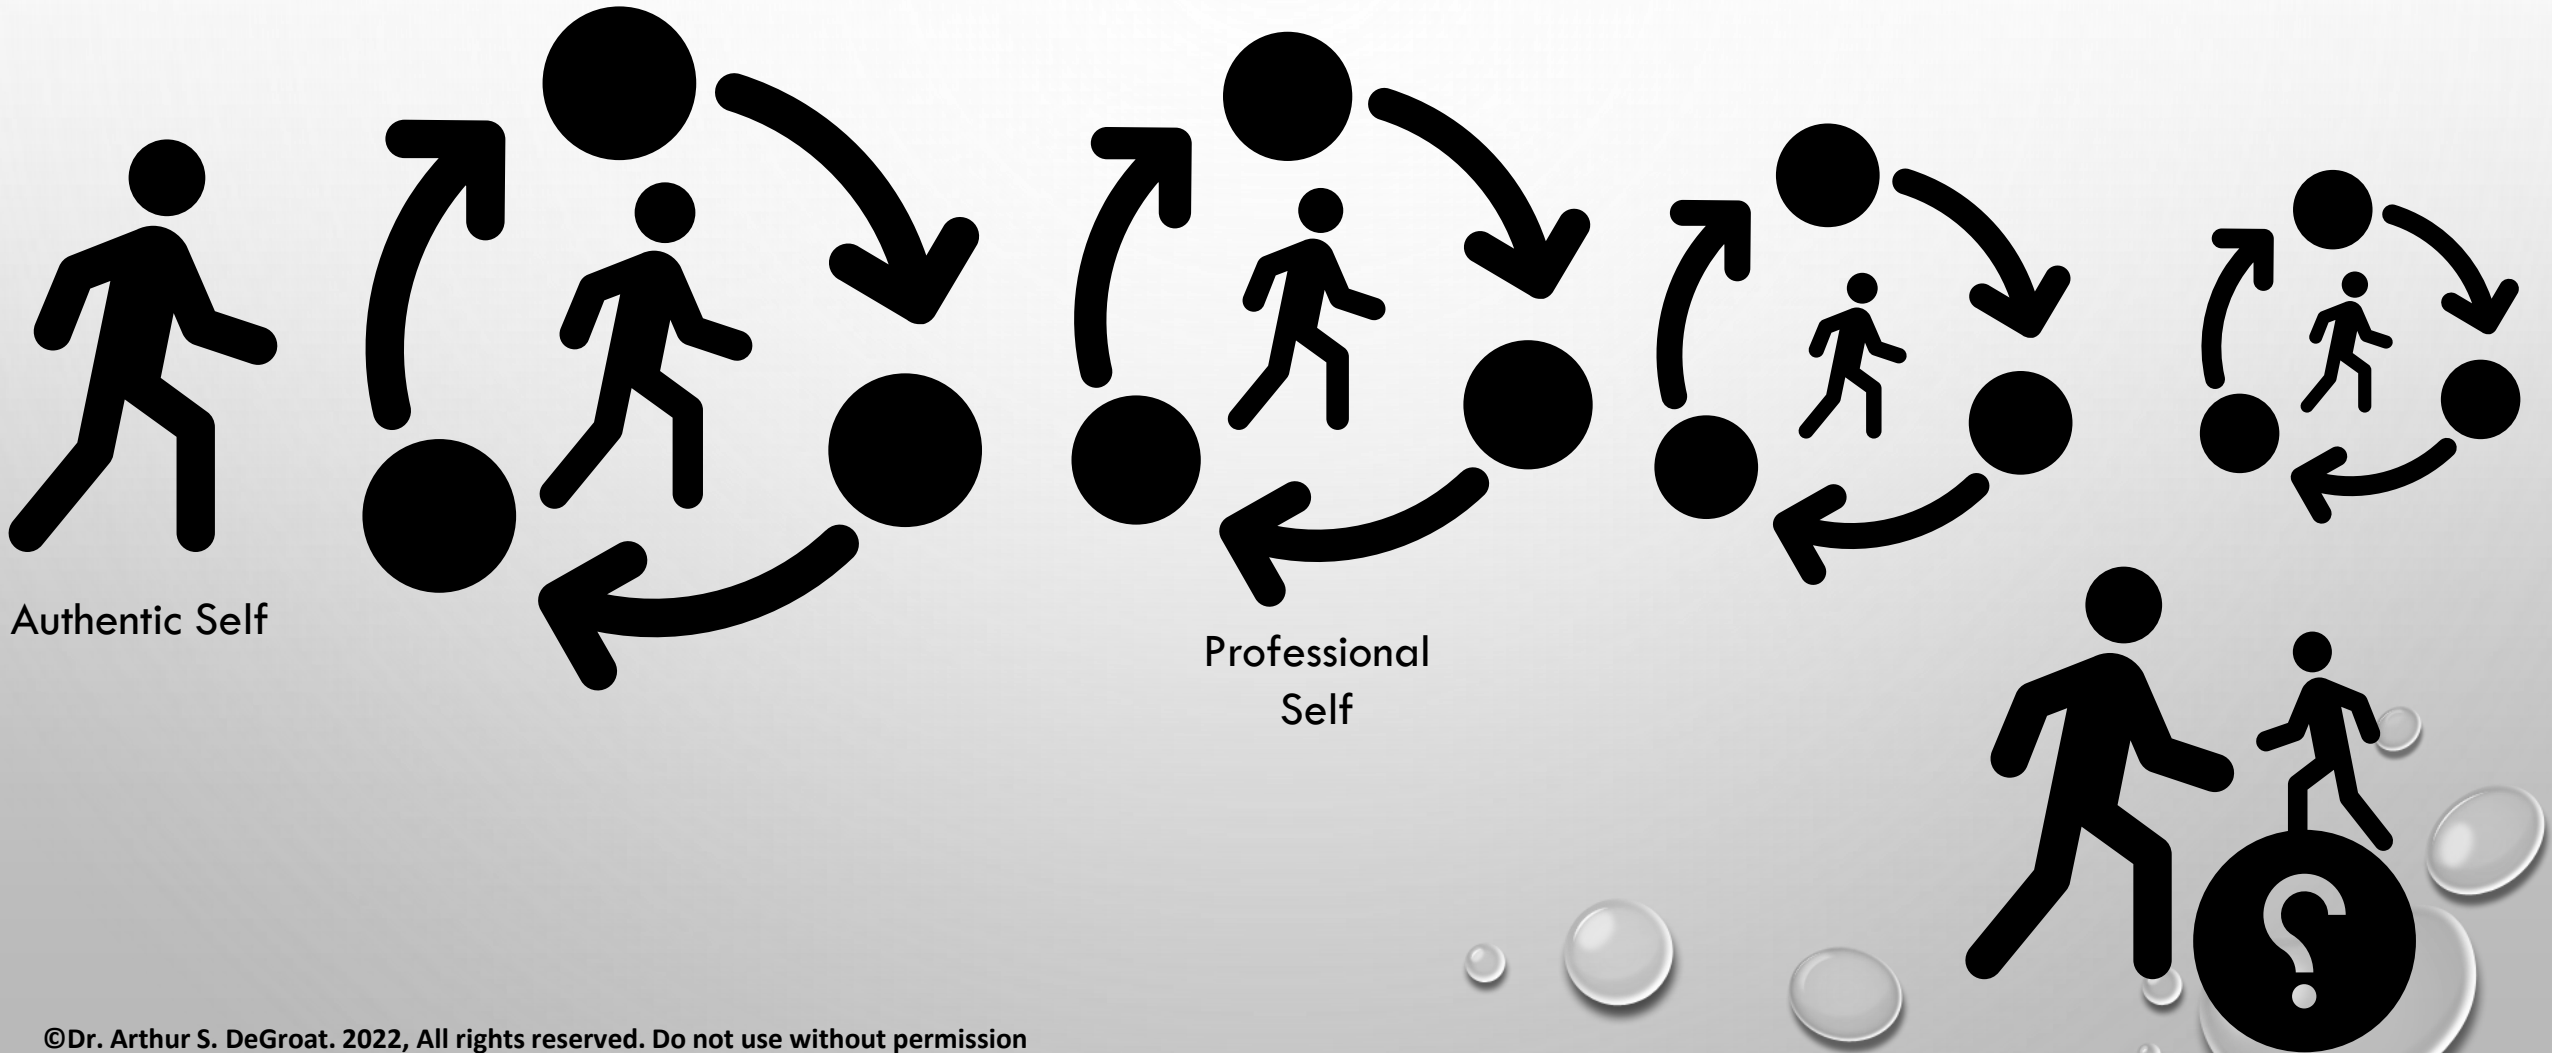 Authentic Self
Professional
Self
?
©Dr. Arthur S. DeGroat. 2022, All rights reserved. Do not use without permission